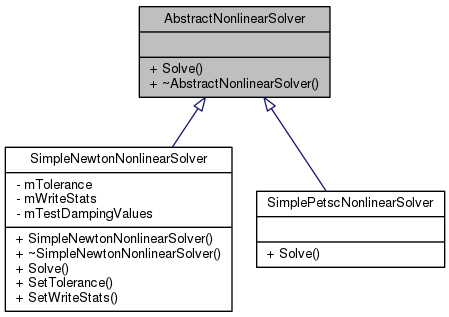 AbstractNonlinearSolver
+ Solve()
+ ~AbstractNonlinearSolver()
SimpleNewtonNonlinearSolver
- mTolerance
- mWriteStats
- mTestDampingValues
+ SimpleNewtonNonlinearSolver()
+ ~SimpleNewtonNonlinearSolver()
+ Solve()
+ SetTolerance()
+ SetWriteStats()
SimplePetscNonlinearSolver
+ Solve()